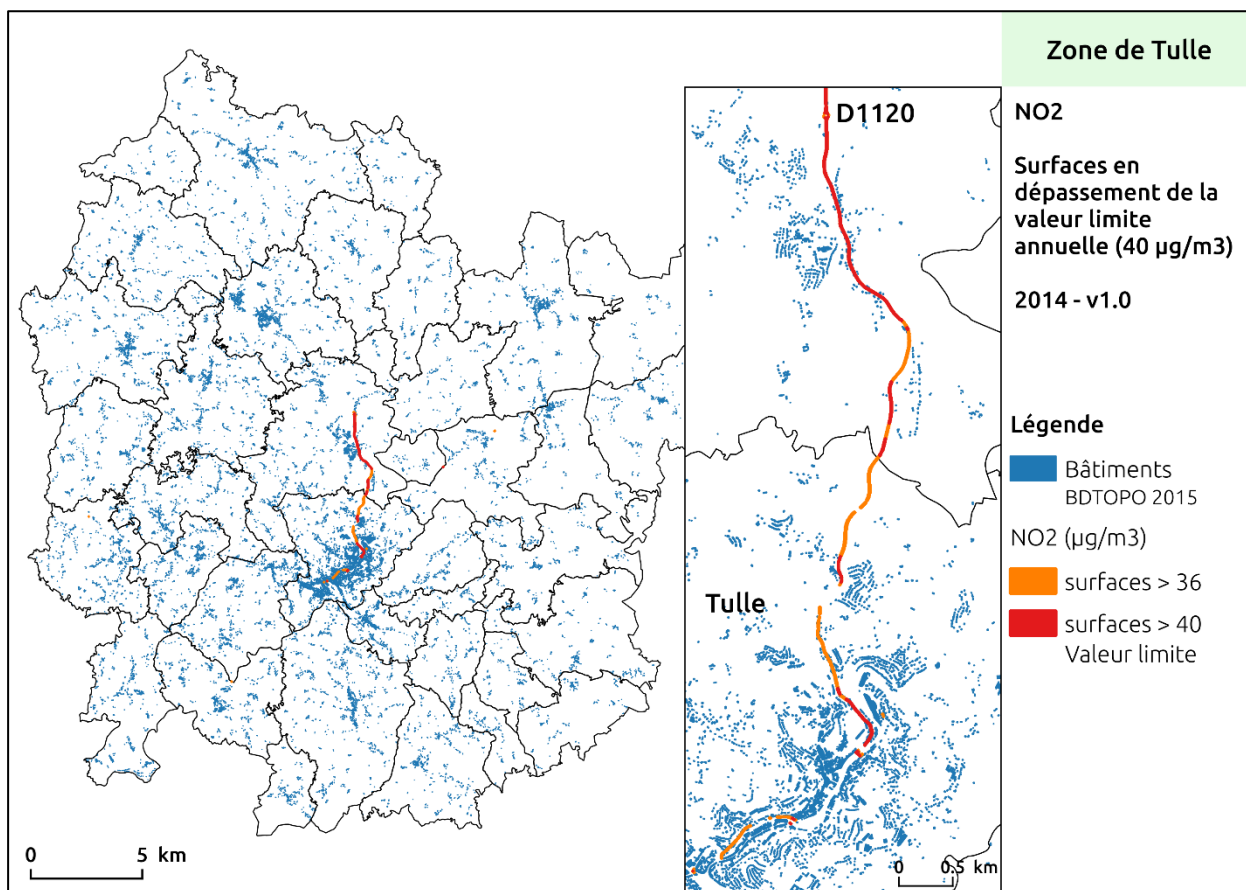 Zone de Tulle
NO2
Surfaces en
dépassement de la
valeur limite
annuelle (40 µg/m3)
2014 - v1.0
Légende
Bâtiments
BDTOPO 2015
NO2 (µg/m3)
surfaces > 36
surfaces > 40
Valeur limite
D1120
Tulle
0 5 km
0 0.5 km